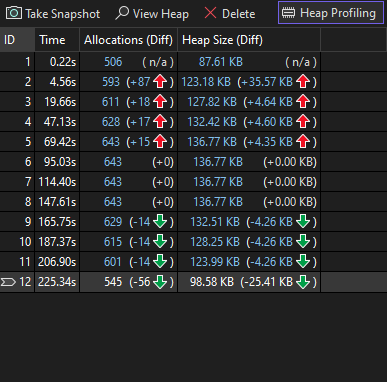 Take Snapshot View Heap Delete Heap Profiling
ID Time Allocations (Diff) Heap Size (Diff)
1 0.22s 506 (n/a) 87.61 KB (n/a)
2 4.56s 593 (+87) 123.18 KB (+35.57 KB)
3 19.66s 611 (+18) 127.82 KB (+4.64 KB)
4 47.13s 628 (+17) 132.42 KB (+4.60 KB)
5 69.42s 643 (+15) 136.77 KB (+4.35 KB)
6 95.03s 643 (+0) 136.77 KB (+0.00 KB)
7 114.40s 643 (+0) 136.77 KB (+0.00 KB)
8 147.61s 643 (+0) 136.77 KB (+0.00 KB)
9 165.75s 629 (-14) 132.51 KB (-4.26 KB)
10 187.37s 615 (-14) 128.25 KB (-4.26 KB)
11 206.90s 601 (-14) 123.99 KB (-4.26 KB)
12 225.34s 545 (-56) 98.58 KB (-25.41 KB)